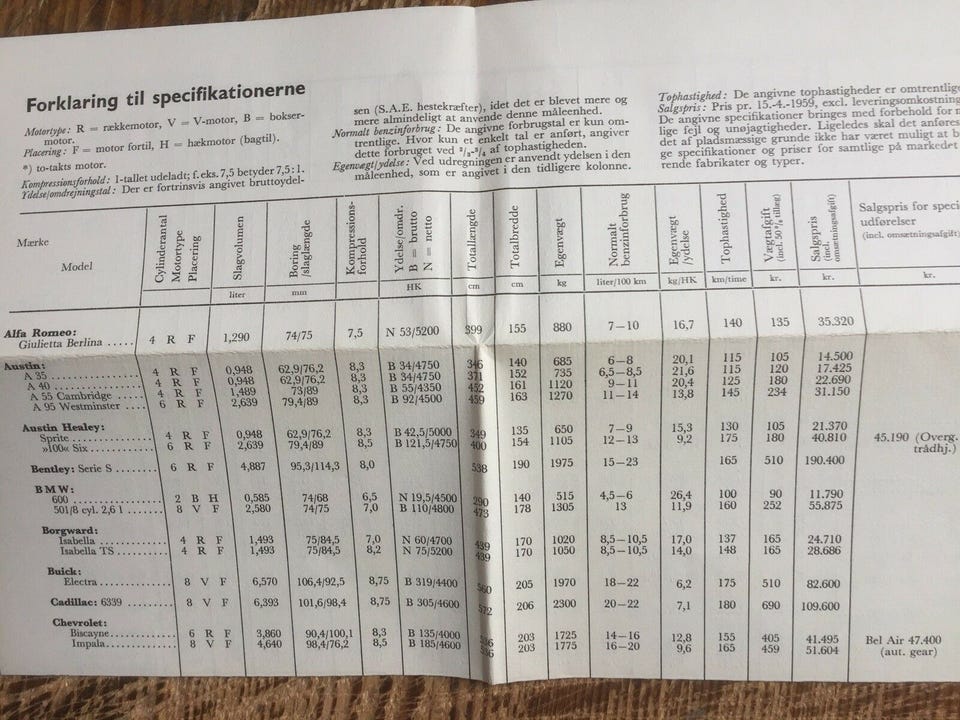 Forklaring til specifikationerne
Motortype: R = rækkemotor, V = V-motor, B = bokser-
motor.
Placering: F = motor fortil, H = hækmotor (bagtil).
*) to-takts motor.
Kompressionsforhold: 1-tallet udeladt; f. eks. 7,5 betyder 7,5 : 1.
Ydelse/omdrejningstal: Der er fortrinsvis angivet bruttoydel-
sen (S.A.E. hestekræfter), idet det er blevet mere og
mere almindeligt at anvende denne måleenhed.
Normalt benzinforbrug: De angivne forbrugstal er kun om-
trentlige. Hvor kun et enkelt tal er anført, angiver
dette forbruget ved af tophastigheden.
Egenvægt/ydelse: Ved udregningen er anvendt ydelsen i den
måleenhed, som er angivet i den tidligere kolonne.
Tophastighed: De angivne tophastigheder er omtrentlige
Salgspris: Pris pr. 15.-4.-1959, excl. leveringsomkostning
De angivne specifikationer bringes med forbehold for
lige fejl og unøjagtigheder. Ligeledes skal det anføres
det af pladsmæssige grunde ikke har været muligt at
ge specifikationer og priser for samtlige på markedet
rende fabrikater og typer.
Mærke
Model
Cylinderantal
Motortype
Placering
Slagvolumen
liter
Boring
/slaglængde
mm
Kompressions-
forhold
Ydelse/omdr.
B = brutto
N = netto
HK
Totallængde
cm
Totalbredde
cm
Egenvægt
kg
Normalt
benzinforbrug
liter/100 km
Egenvægt
/ydelse
kg/HK
Tophastighed
km/time
Vægtafgift
(incl. 50 % tillæg)
kr.
Salgspris
(incl.
omsætningsafgift)
kr.
Salgspris for speci
udførelser
(incl. omsætningsafgift)
kr.
Alfa Romeo:
Giulietta Berlina ..... 4 R F 1,290 74/75 7,5 N 53/5200 399 155 880 7—10 16,7 140 135 35.320
Austin:
A 35 ............... 4 R F 0,948 62,9/76,2 8,3 B 34/4750 346 140 685 6—8 20,1 115 105 14.500
A 40 ............... 4 R F 0,948 62,9/76,2 8,3 B 34/4750 371 152 735 6,5—8,5 21,6 115 120 17.425
A 55 Cambridge .... 4 R F 1,489 73/89 8,3 B 55/4350 452 161 1120 9—11 20,4 125 180 22.690
A 95 Westminster ... 6 R F 2,639 79,4/89 8,3 B 92/4500 459 163 1270 11—14 13,8 145 234 31.150
Austin Healey:
Sprite .............. 4 R F 0,948 62,9/76,2 8,3 B 42,5/5000 349 135 650 7—9 15,3 130 105 21.370
»100« Six ........... 6 R F 2,639 79,4/89 8,5 B 121,5/4750 400 154 1105 12—13 9,2 175 180 40.810 45.190 (Overg.
trådhj.)
Bentley: Serie S ....... 6 R F 4,887 95,3/114,3 8,0 538 190 1975 15—23 165 510 190.400
BMW:
600 ................ 2 B H 0,585 74/68 6,5 N 19,5/4500 290 140 515 4,5—6 26,4 100 90 11.790
501/8 cyl. 2,6 l ....... 8 V F 2,580 74/75 7,0 B 110/4800 473 178 1305 13 11,9 160 252 55.875
Borgward:
Isabella ............. 4 R F 1,493 75/84,5 7,0 N 60/4700 439 170 1020 8,5—10,5 17,0 137 165 24.710
Isabella TS .......... 4 R F 1,493 75/84,5 8,2 N 75/5200 439 170 1050 8,5—10,5 14,0 148 165 28.686
Buick:
Electra ............. 8 V F 6,570 106,4/92,5 8,75 B 319/4400 560 205 1970 18—22 6,2 175 510 82.600
Cadillac: 6339 ......... 8 V F 6,393 101,6/98,4 8,75 B 305/4600 572 206 2300 20—22 7,1 180 690 109.600
Chevrolet:
Biscayne ............ 6 R F 3,860 90,4/100,1 8,3 B 135/4000 536 203 1725 14—16 12,8 155 405 41.495 Bel Air 47.400
Impala .............. 8 V F 4,640 98,4/76,2 8,5 B 185/4600 536 203 1775 16—20 9,6 165 459 51.604 (aut. gear)